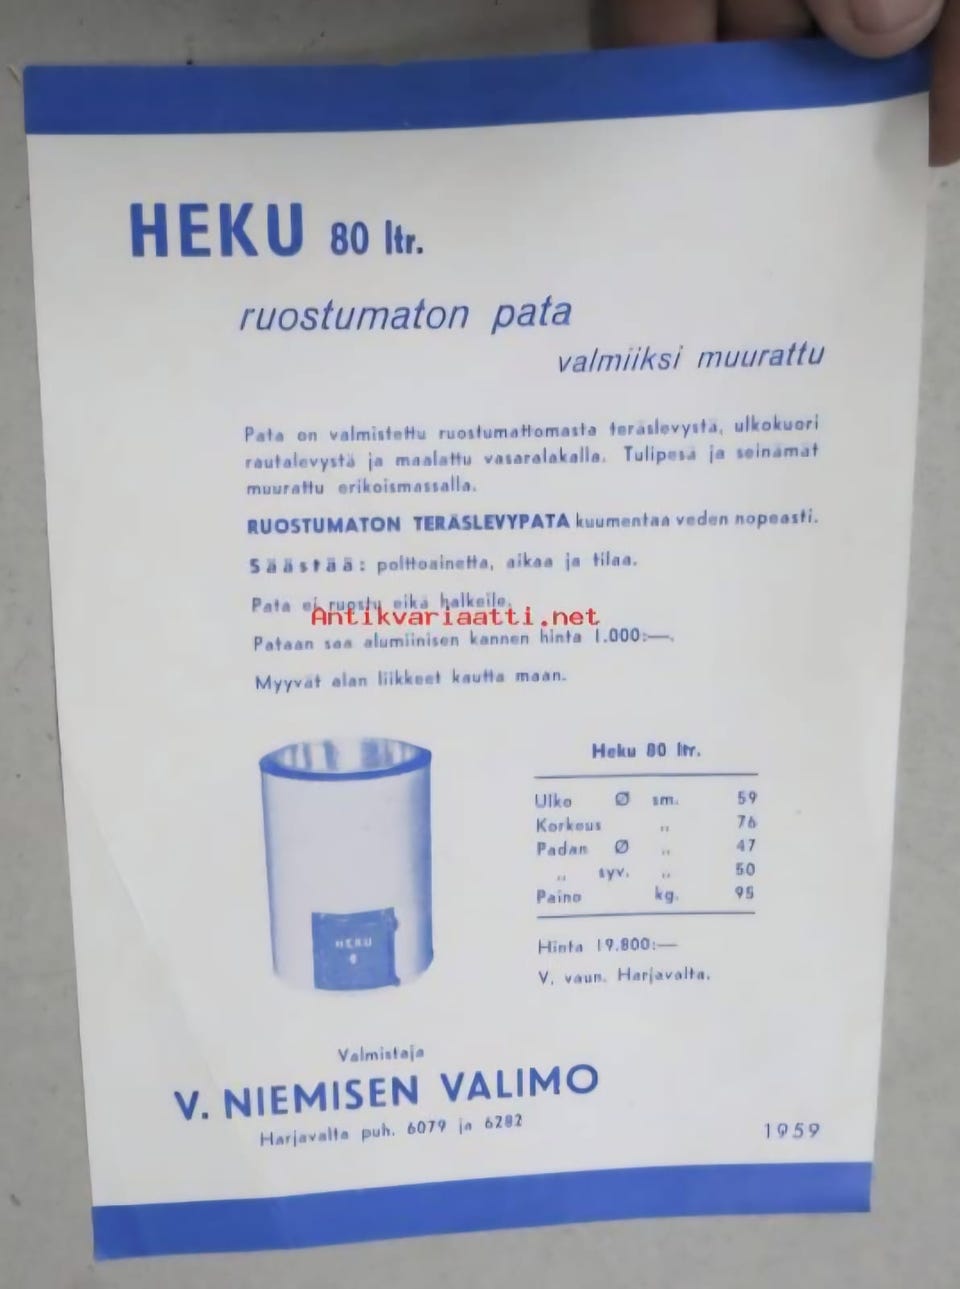 HEKU 80 ltr.
ruostumaton pata
valmiiksi muurattu
Pata on valmistettu ruostumattomasta teräslevystä, ulkokuori
rautalevystä ja maalattu vasaralakalla. Tulipesä ja seinämät
muurattu erikoismassalla.
RUOSTUMATON TERÄSLEVYPATA kuumentaa veden nopeasti.
Säästää: polttoainetta, aikaa ja tilaa.
Pata ei ruostu eikä halkeile.
Antikvariaatti.net
Pataan saa alumiinisen kannen hinta 1.000:—.
Myyvät alan liikkeet kautta maan.
Heku 80 ltr.
Ulko Ø sm. 59
Korkeus „ 76
Padan Ø „ 47
„ syv. „ 50
Paino kg. 95
HEKU
Hinta 19.800:—
V. vaun. Harjavalta.
Valmistaja
V. NIEMISEN VALIMO
Harjavalta puh. 6079 ja 6282
1959